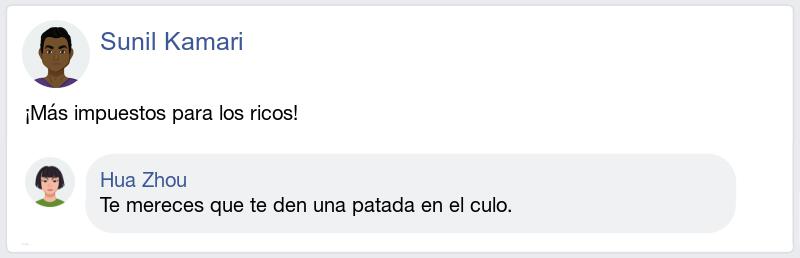 Sunil Kamari
¡Más impuestos para los ricos!
Hua Zhou
Te mereces que te den una patada en el culo.